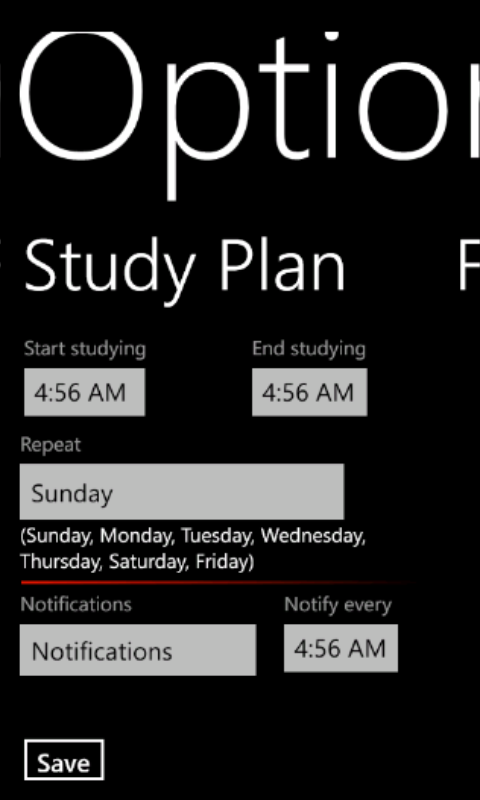 Option
Study Plan F
Start studying End studying
4:56 AM 4:56 AM
Repeat
Sunday
(Sunday, Monday, Tuesday, Wednesday,
Thursday, Saturday, Friday)
Notifications Notify every
Notifications 4:56 AM
Save